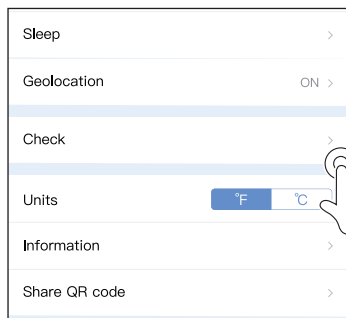 Sleep
Geolocation ON
Check
Units °F °C
Information
Share QR code